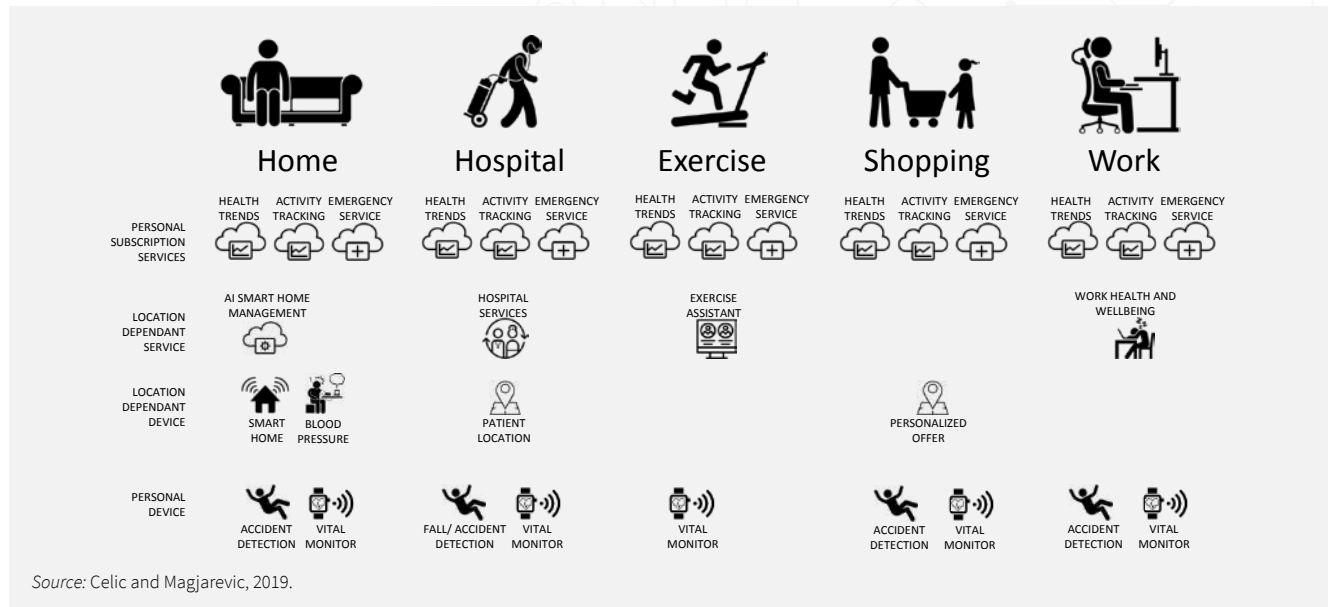 Home Hospital Exercise Shopping Work
HEALTH TRENDS ACTIVITY TRACKING EMERGENCY SERVICE HEALTH TRENDS ACTIVITY TRACKING EMERGENCY SERVICE HEALTH TRENDS ACTIVITY TRACKING EMERGENCY SERVICE HEALTH TRENDS ACTIVITY TRACKING EMERGENCY SERVICE HEALTH TRENDS ACTIVITY TRACKING EMERGENCY SERVICE
PERSONAL
SUBSCRIPTION
SERVICES
LOCATION
DEPENDANT
SERVICE
AI SMART HOME
MANAGEMENT
HOSPITAL
SERVICES
EXERCISE
ASSISTANT
WORK HEALTH AND
WELLBEING
LOCATION
DEPENDANT
DEVICE
SMART
HOME
BLOOD
PRESSURE
PATIENT
LOCATION
PERSONALIZED
OFFER
PERSONAL
DEVICE
ACCIDENT
DETECTION
VITAL
MONITOR
FALL/ ACCIDENT
DETECTION
VITAL
MONITOR
VITAL
MONITOR
ACCIDENT
DETECTION
VITAL
MONITOR
ACCIDENT
DETECTION
VITAL
MONITOR
Source: Celic and Magjarevic, 2019.